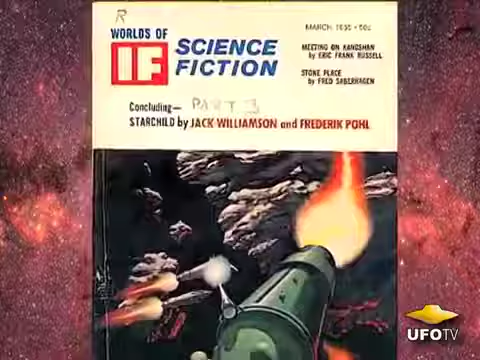 R
WORLDS OF
IF
SCIENCE
FICTION
MEETING ON KANGSHAN
by ERIC FRANK RUSSELL
STONE PLACE
by FRED SABERHAGEN
Concluding— PART 3
STARCHILD by JACK WILLIAMSON and FREDERIK POHL
UFOTV